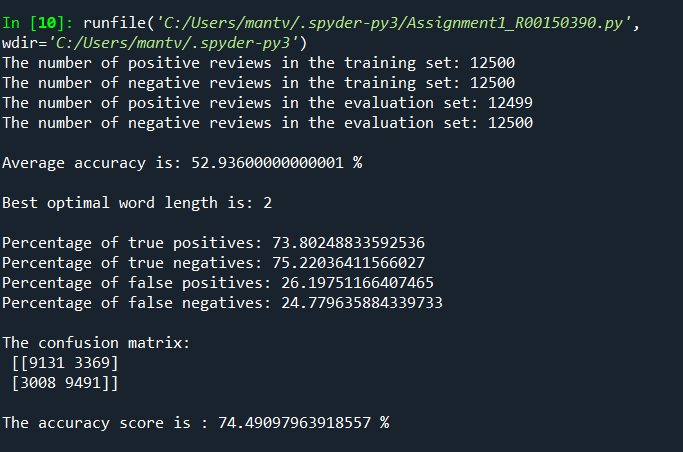 In [10]: runfile('C:/Users/mantv/.spyder-py3/Assignment1_R00150390.py',
wdir='C:/Users/mantv/.spyder-py3')
The number of positive reviews in the training set: 12500
The number of negative reviews in the training set: 12500
The number of positive reviews in the evaluation set: 12499
The number of negative reviews in the evaluation set: 12500
Average accuracy is: 52.93600000000001 %
Best optimal word length is: 2
Percentage of true positives: 73.80248833592536
Percentage of true negatives: 75.22036411566027
Percentage of false positives: 26.19751166407465
Percentage of false negatives: 24.779635884339733
The confusion matrix:
[[9131 3369]
[3008 9491]]
The accuracy score is : 74.49097963918557 %